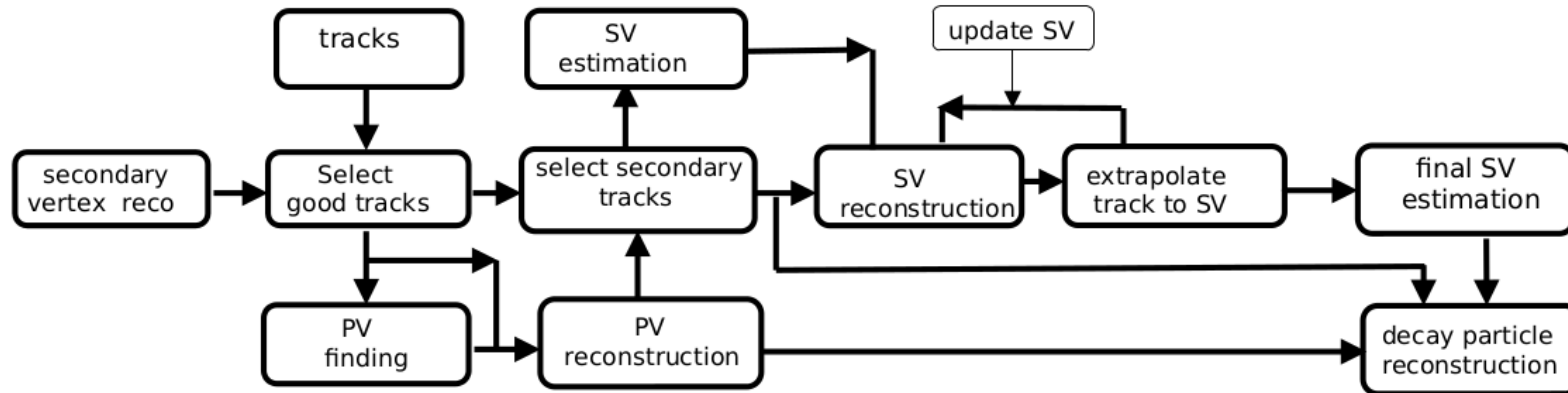 tracks
SV
estimation
update SV
secondary
vertex reco
Select
good tracks
select secondary
tracks
SV
reconstruction
extrapolate
track to SV
final SV
estimation
PV
finding
PV
reconstruction
decay particle
reconstruction